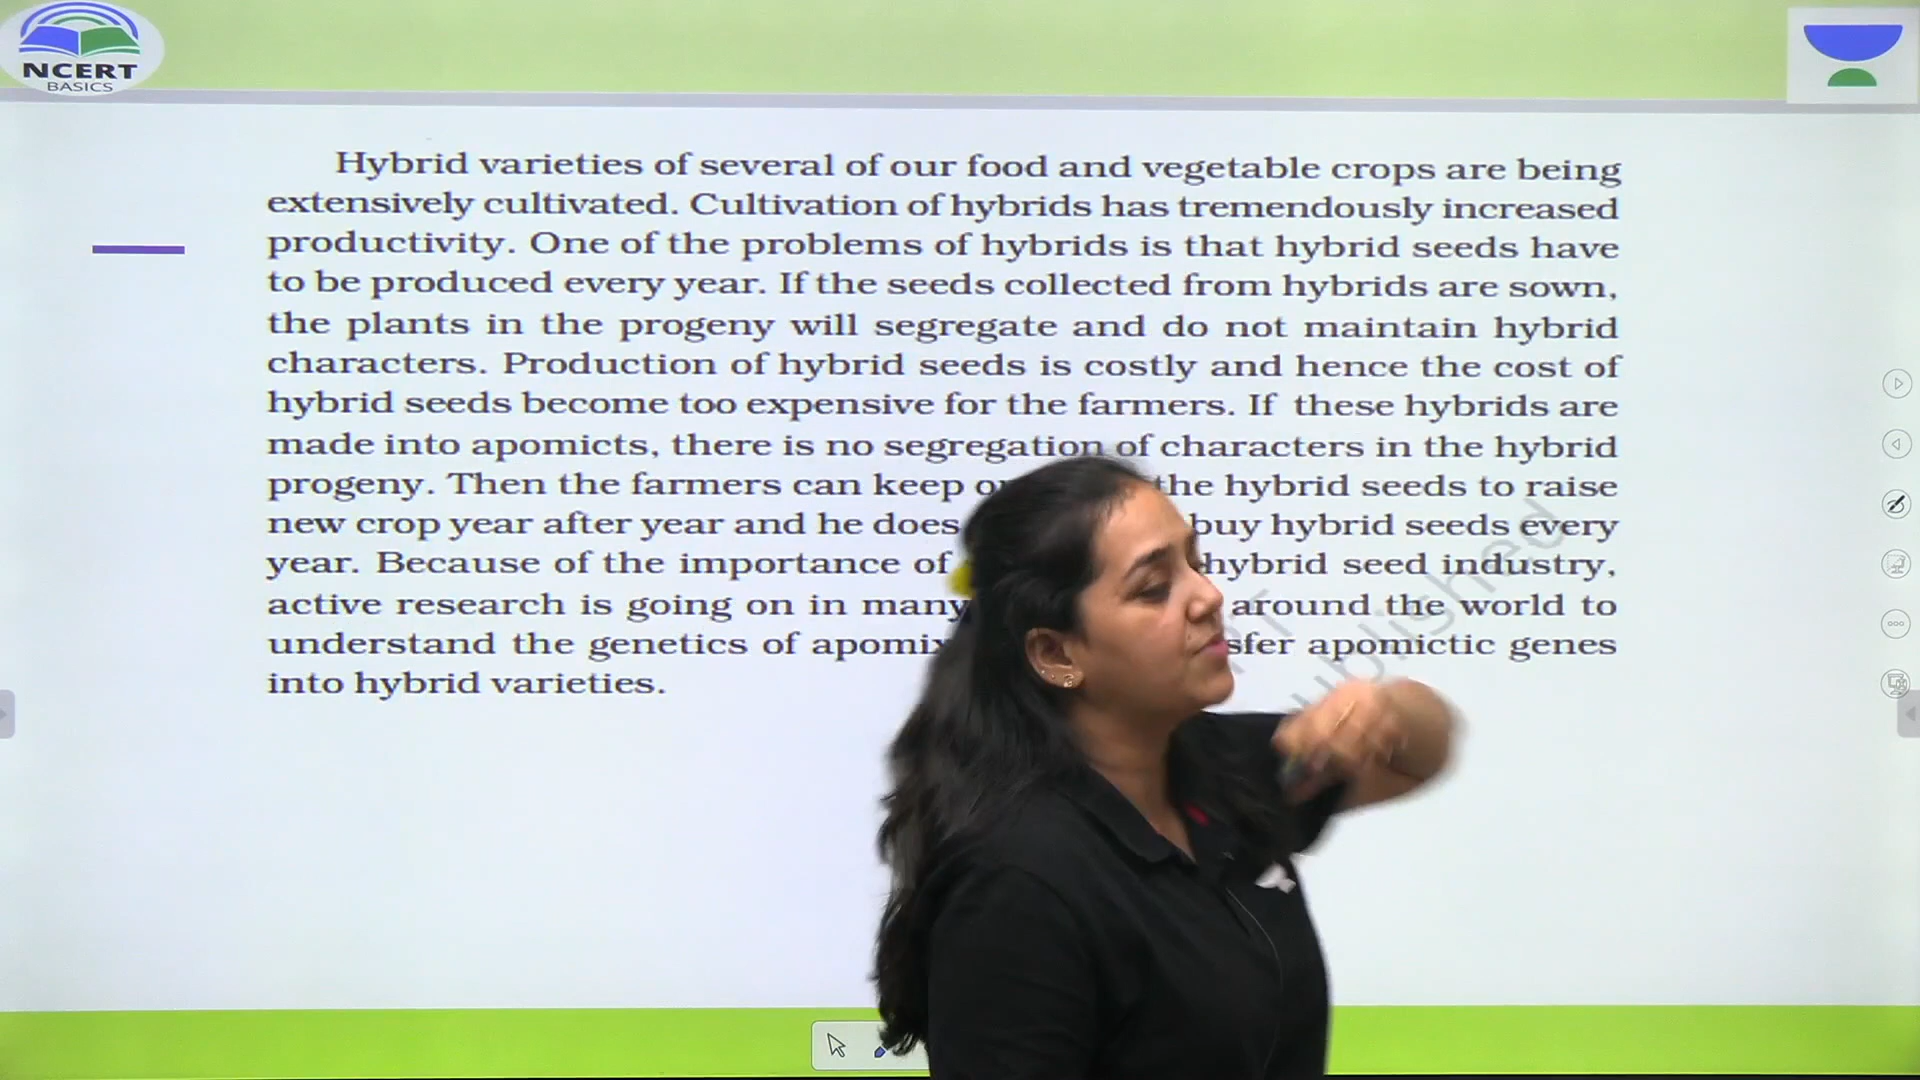 NCERT
BASICS
Hybrid varieties of several of our food and vegetable crops are being
extensively cultivated. Cultivation of hybrids has tremendously increased
productivity. One of the problems of hybrids is that hybrid seeds have
to be produced every year. If the seeds collected from hybrids are sown,
the plants in the progeny will segregate and do not maintain hybrid
characters. Production of hybrid seeds is costly and hence the cost of
hybrid seeds become too expensive for the farmers. If these hybrids are
made into apomicts, there is no segregation of characters in the hybrid
progeny. Then the farmers can keep the hybrid seeds to raise
new crop year after year and he does buy hybrid seeds every
year. Because of the importance of hybrid seed industry,
active research is going on in many around the world to
understand the genetics of apomictic genes
into hybrid varieties.